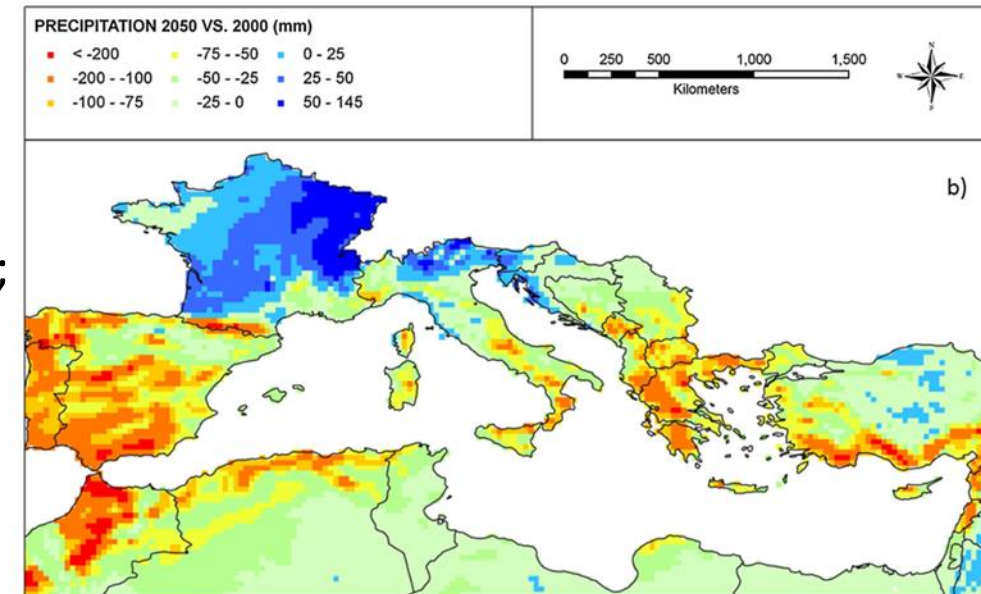 PRECIPITATION 2050 VS. 2000 (mm)
< -200
-200 - -100
-100 - -75
-75 - -50
-50 - -25
-25 - 0
0 - 25
25 - 50
50 - 145
0 250 500 1,000 1,500
Kilometers
N
W E
S
b)
;